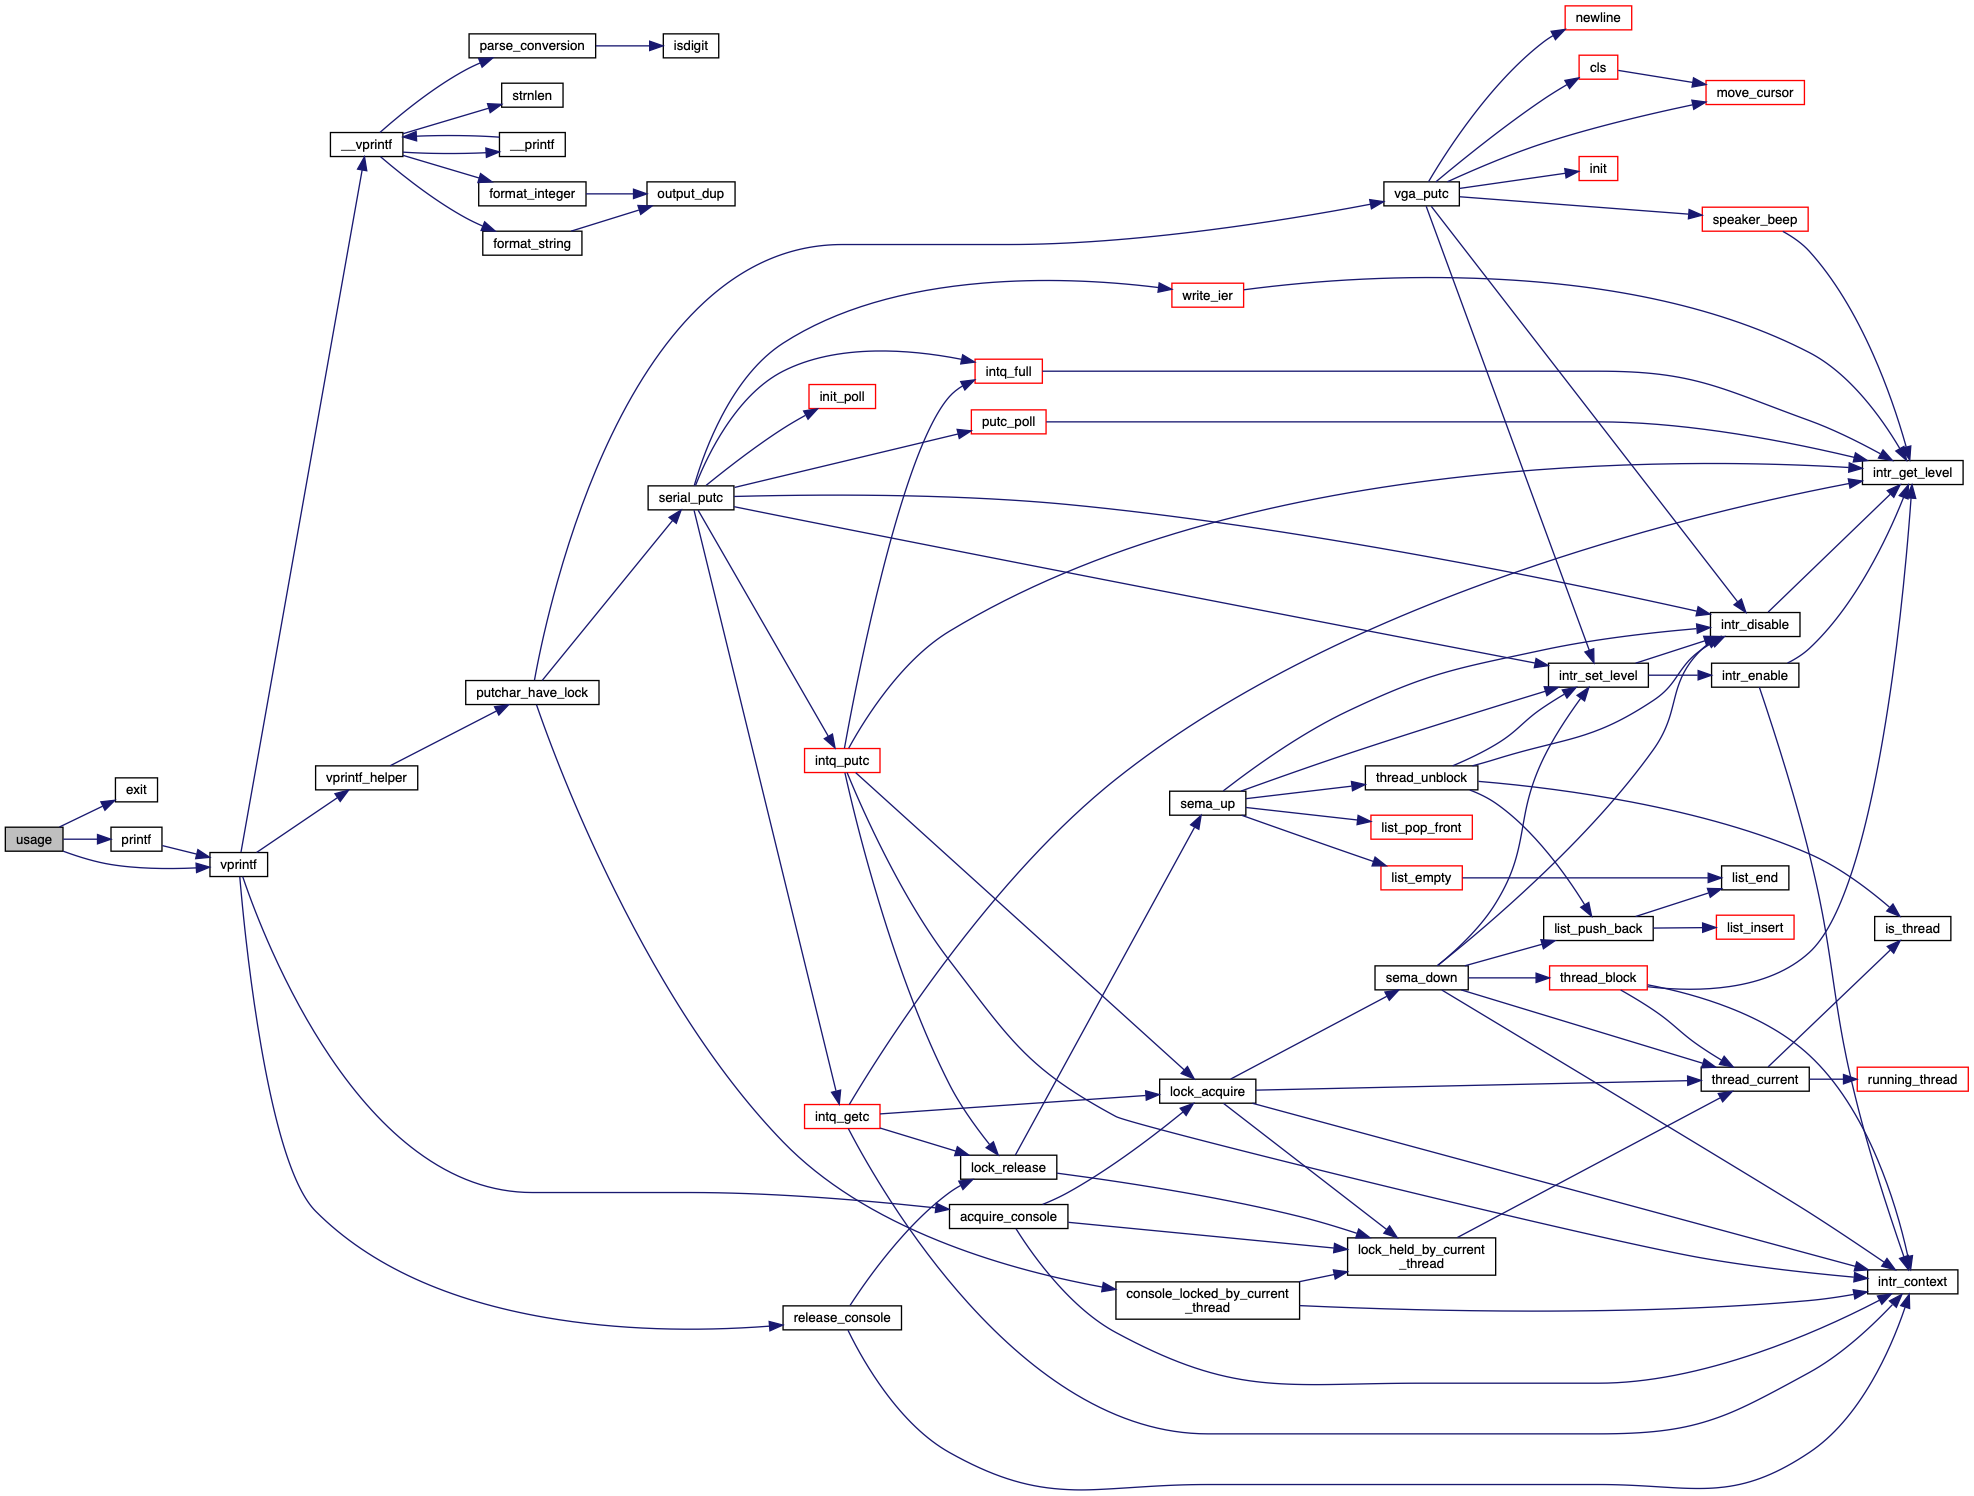 newline
parse_conversion
isdigit
cls
move_cursor
strnlen
__vprintf
__printf
init
format_integer
output_dup
vga_putc
speaker_beep
format_string
write_ier
intq_full
init_poll
putc_poll
intr_get_level
serial_putc
intr_disable
intr_set_level
intr_enable
putchar_have_lock
intq_putc
vprintf_helper
thread_unblock
exit
sema_up
list_pop_front
usage
printf
vprintf
list_empty
list_end
list_push_back
list_insert
is_thread
sema_down
thread_block
lock_acquire
thread_current
running_thread
intq_getc
lock_release
acquire_console
lock_held_by_current
_thread
intr_context
console_locked_by_current
_thread
release_console